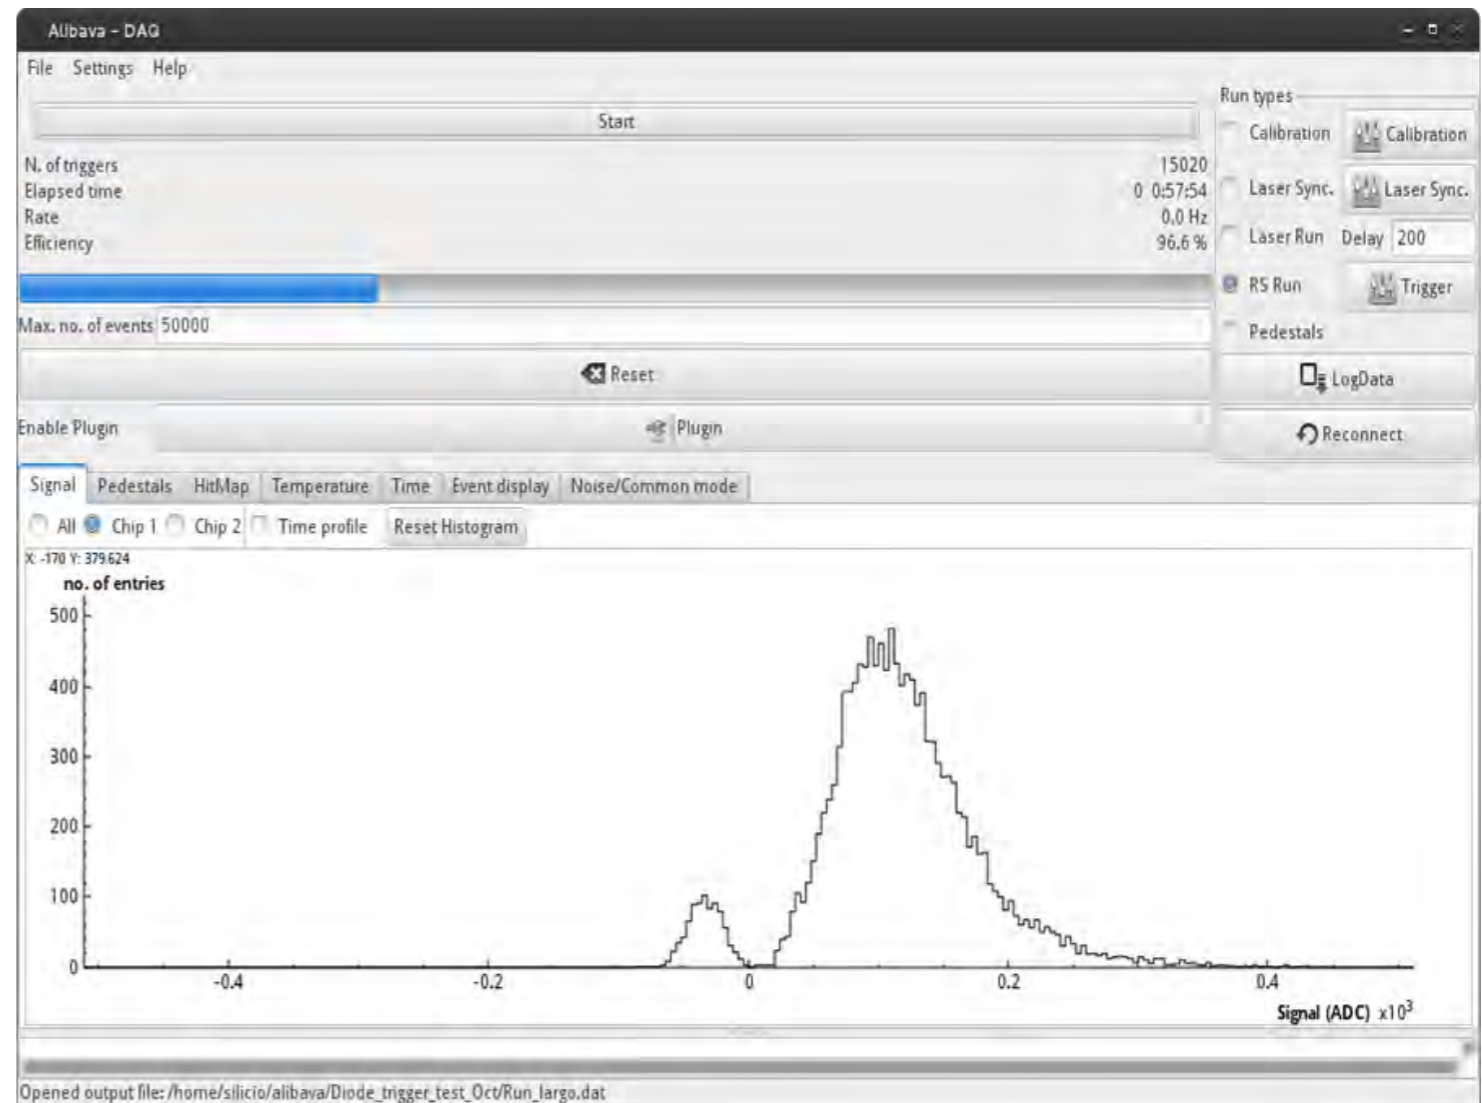 Alibava - DAQ
File Settings Help
Start
N. of triggers 15020
Elapsed time 0 0:57:54
Rate 0.0 Hz
Efficiency 96.6 %
Max. no. of events 50000
Reset
Enable Plugin Plugin
Run types
Calibration Calibration
Laser Sync. Laser Sync.
Laser Run Delay 200
RS Run Trigger
Pedestals
LogData
Reconnect
Signal Pedestals HitMap Temperature Time Event display Noise/Common mode
All Chip 1 Chip 2 Time profile Reset Histogram
X: -170 Y: 379.624
no. of entries
500
400
300
200
100
0
-0.4 -0.2 0 0.2 0.4
Signal (ADC) x10³
Opened output file: /home/silicio/alibava/Diode_trigger_test_Oct/Run_largo.dat